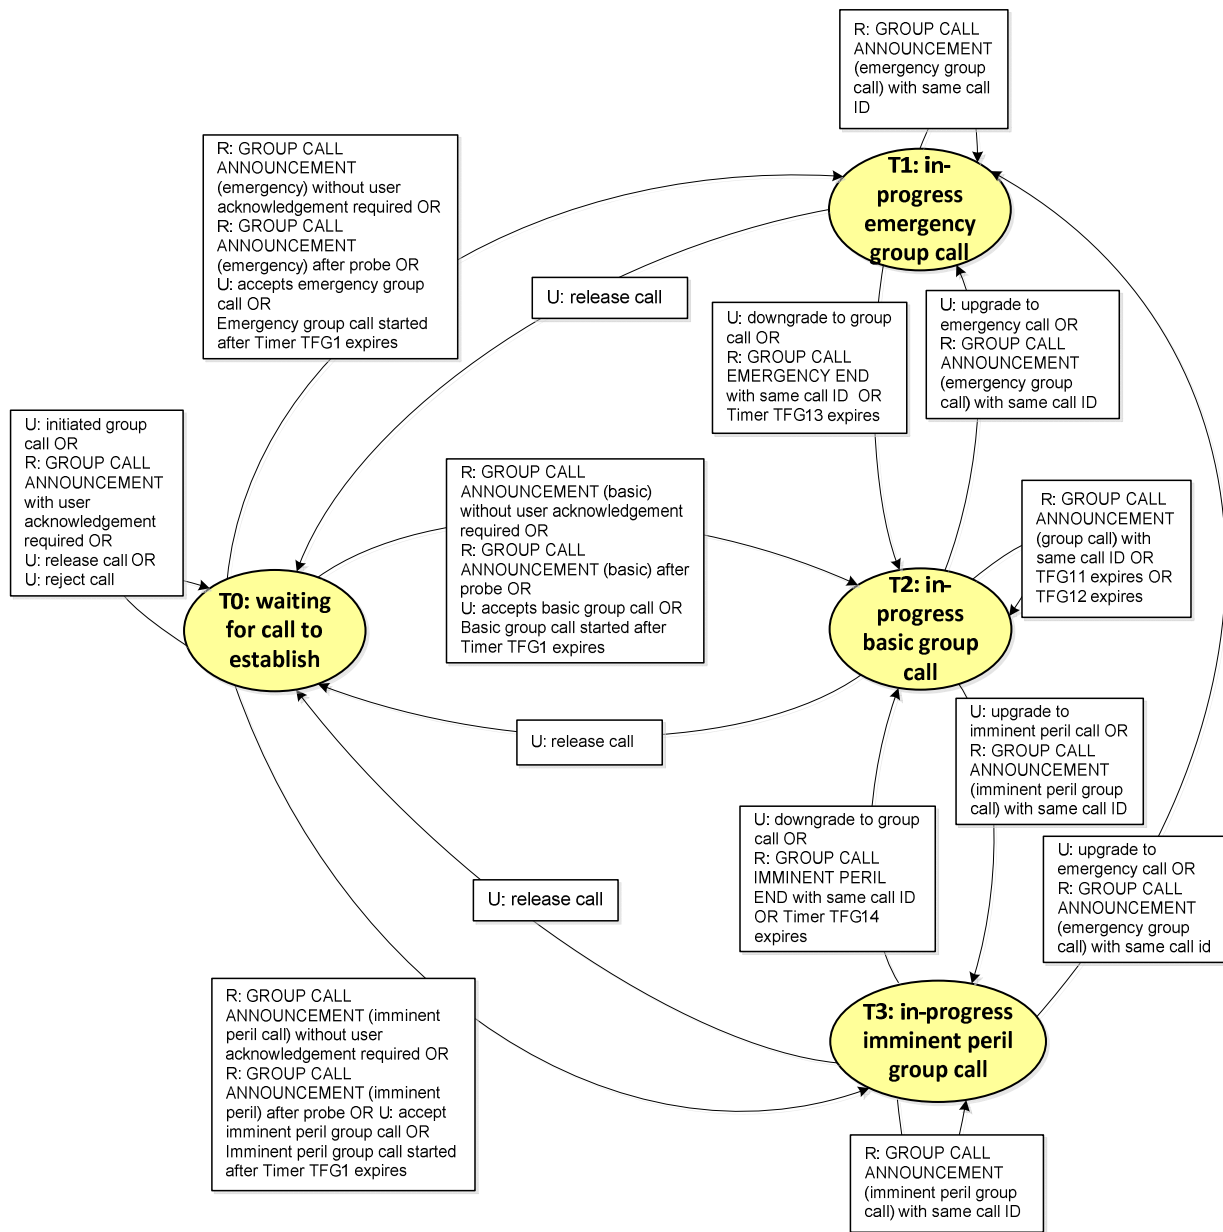 R: GROUP CALL
ANNOUNCEMENT
(emergency group
call) with same call
ID
R: GROUP CALL
ANNOUNCEMENT
(emergency) without user
acknowledgement required OR
R: GROUP CALL
ANNOUNCEMENT
(emergency) after probe OR
U: accepts emergency group
call OR
Emergency group call started
after Timer TFG1 expires
T1: in-
progress
emergency
group call
U: release call
U: downgrade to group
call OR
R: GROUP CALL
EMERGENCY END
with same call ID OR
Timer TFG13 expires
U: upgrade to
emergency call OR
R: GROUP CALL
ANNOUNCEMENT
(emergency group
call) with same call ID
U: initiated group
call OR
R: GROUP CALL
ANNOUNCEMENT
with user
acknowledgement
required OR
U: release call OR
U: reject call
R: GROUP CALL
ANNOUNCEMENT (basic)
without user acknowledgement
required OR
R: GROUP CALL
ANNOUNCEMENT (basic) after
probe OR
U: accepts basic group call OR
Basic group call started after
Timer TFG1 expires
R: GROUP CALL
ANNOUNCEMENT
(group call) with
same call ID OR
TFG11 expires OR
TFG12 expires
T0: waiting
for call to
establish
T2: in-
progress
basic group
call
U: release call
U: upgrade to
imminent peril call OR
R: GROUP CALL
ANNOUNCEMENT
(imminent peril group
call) with same call ID
U: downgrade to group
call OR
R: GROUP CALL
IMMINENT PERIL
END with same call ID
OR Timer TFG14
expires
U: upgrade to
emergency call OR
R: GROUP CALL
ANNOUNCEMENT
(emergency group
call) with same call id
U: release call
R: GROUP CALL
ANNOUNCEMENT (imminent
peril call) without user
acknowledgement required OR
R: GROUP CALL
ANNOUNCEMENT (imminent
peril) after probe OR U: accept
imminent peril group call OR
Imminent peril group call started
after Timer TFG1 expires
T3: in-progress
imminent peril
group call
R: GROUP CALL
ANNOUNCEMENT
(imminent peril group
call) with same call ID